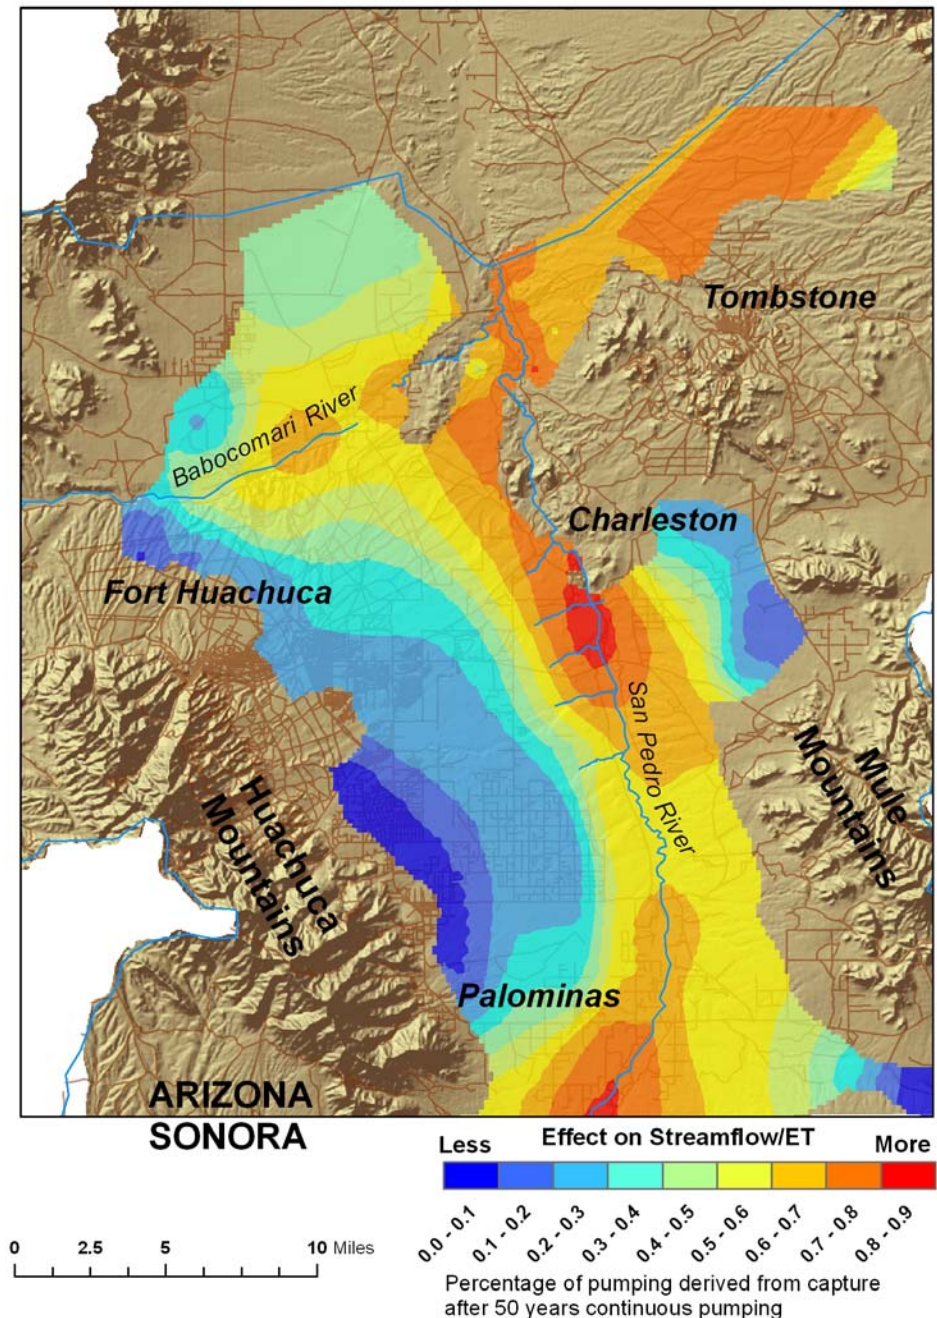 Tombstone
Babocomari River
Charleston
Fort Huachuca
San Pedro River
Mule
Mountains
Huachuca
Mountains
Palominas
ARIZONA
SONORA
Less Effect on Streamflow/ET More
0.0 - 0.1 0.1 - 0.2 0.2 - 0.3 0.3 - 0.4 0.4 - 0.5 0.5 - 0.6 0.6 - 0.7 0.7 - 0.8 0.8 - 0.9
0 2.5 5 10 Miles
Percentage of pumping derived from capture
after 50 years continuous pumping